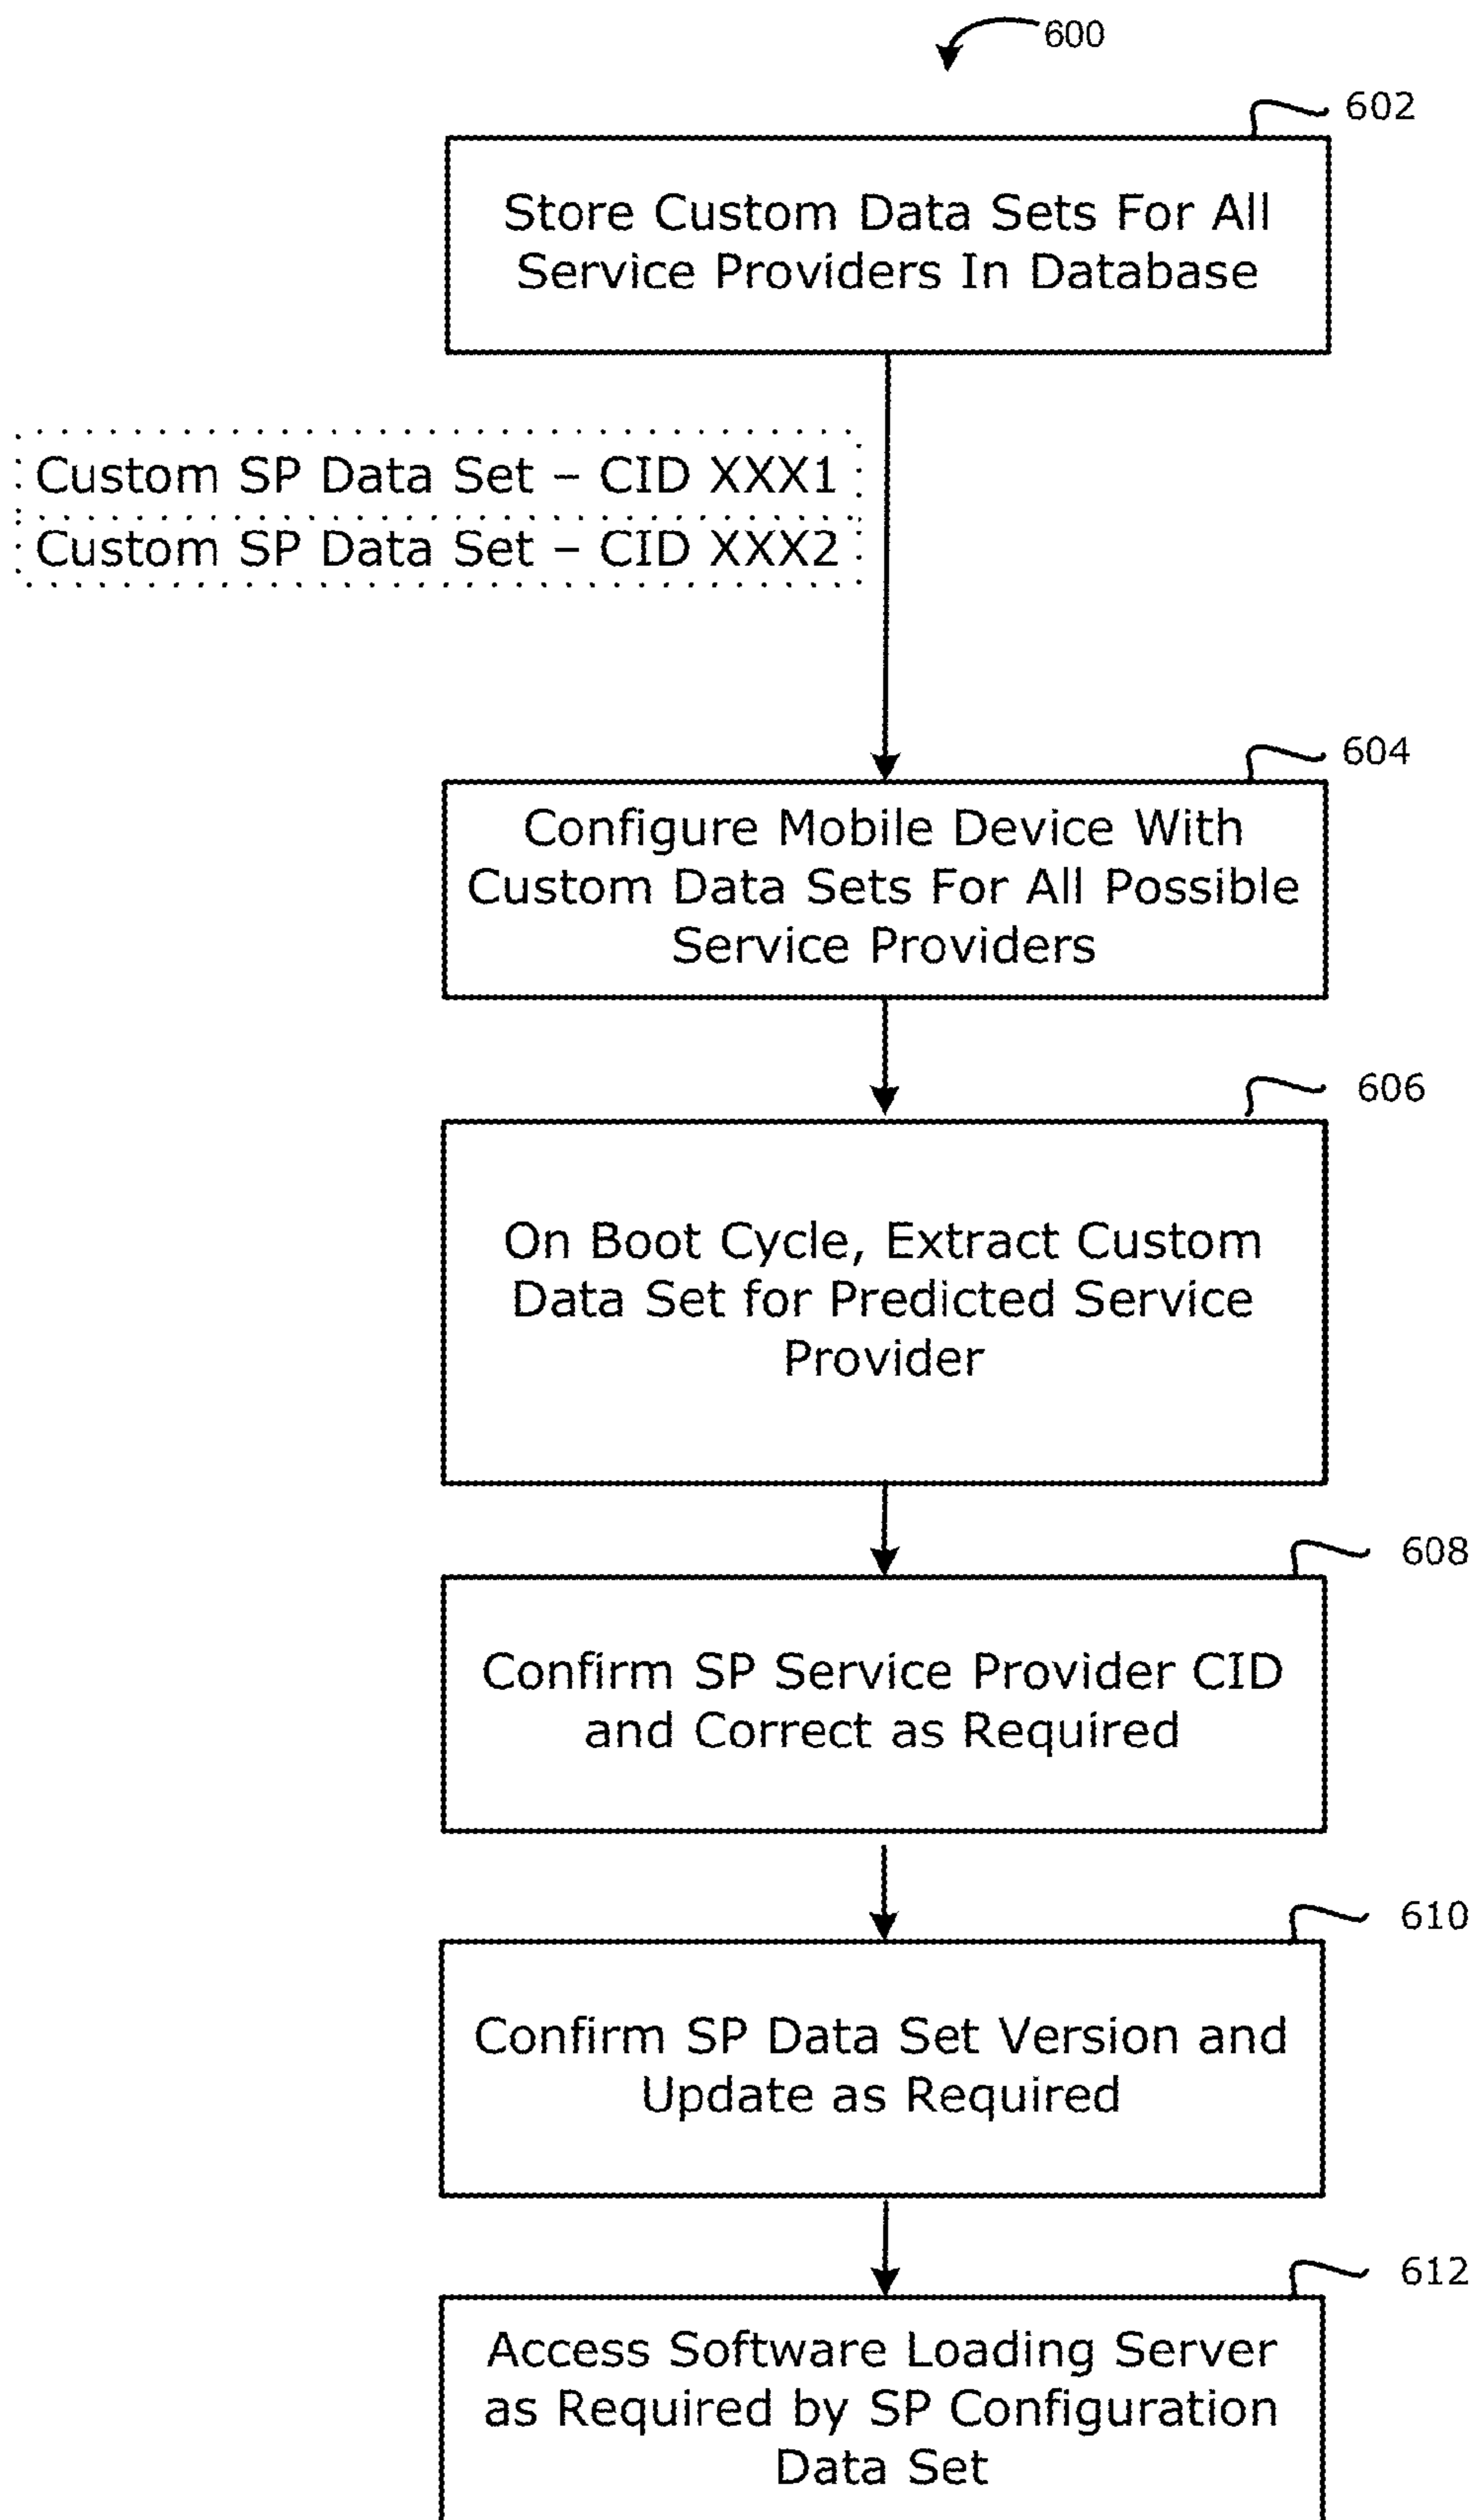 600
602
Store Custom Data Sets For All
Service Providers In Database
Custom SP Data Set – CID XXX1
Custom SP Data Set – CID XXX2
604
Configure Mobile Device With
Custom Data Sets For All Possible
Service Providers
606
On Boot Cycle, Extract Custom
Data Set for Predicted Service
Provider
608
Confirm SP Service Provider CID
and Correct as Required
610
Confirm SP Data Set Version and
Update as Required
612
Access Software Loading Server
as Required by SP Configuration
Data Set